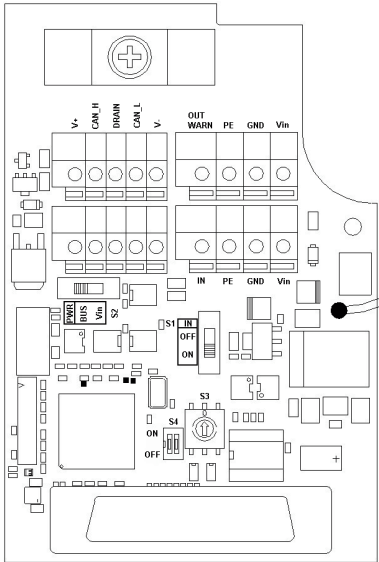 V+ CAN_H DRAIN CAN_L V-
OUT
WARN PE GND Vin
IN PE GND Vin
PWR
BUS Vin S2
S1 IN
OFF
ON
S3
S4
ON
OFF
+